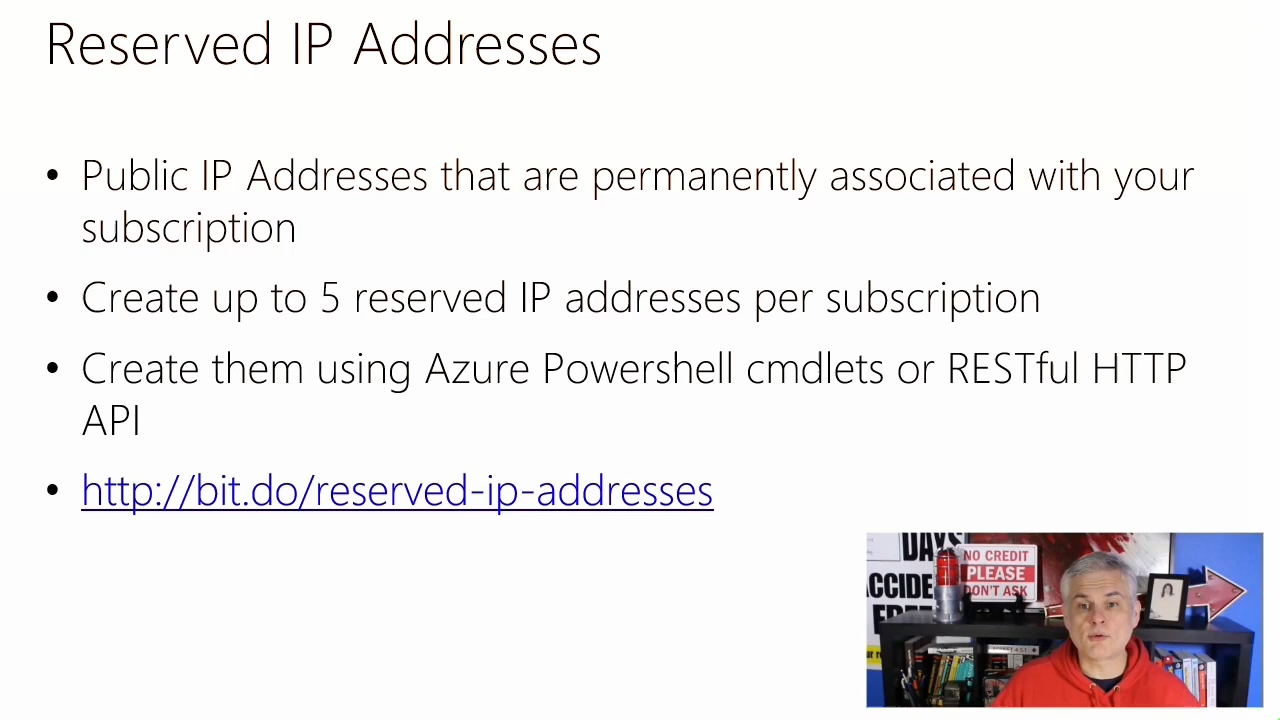 Reserved IP Addresses
• Public IP Addresses that are permanently associated with your
subscription
• Create up to 5 reserved IP addresses per subscription
• Create them using Azure Powershell cmdlets or RESTful HTTP
API
• http://bit.do/reserved-ip-addresses
DAYS
NO CREDIT
PLEASE
DON'T ASK